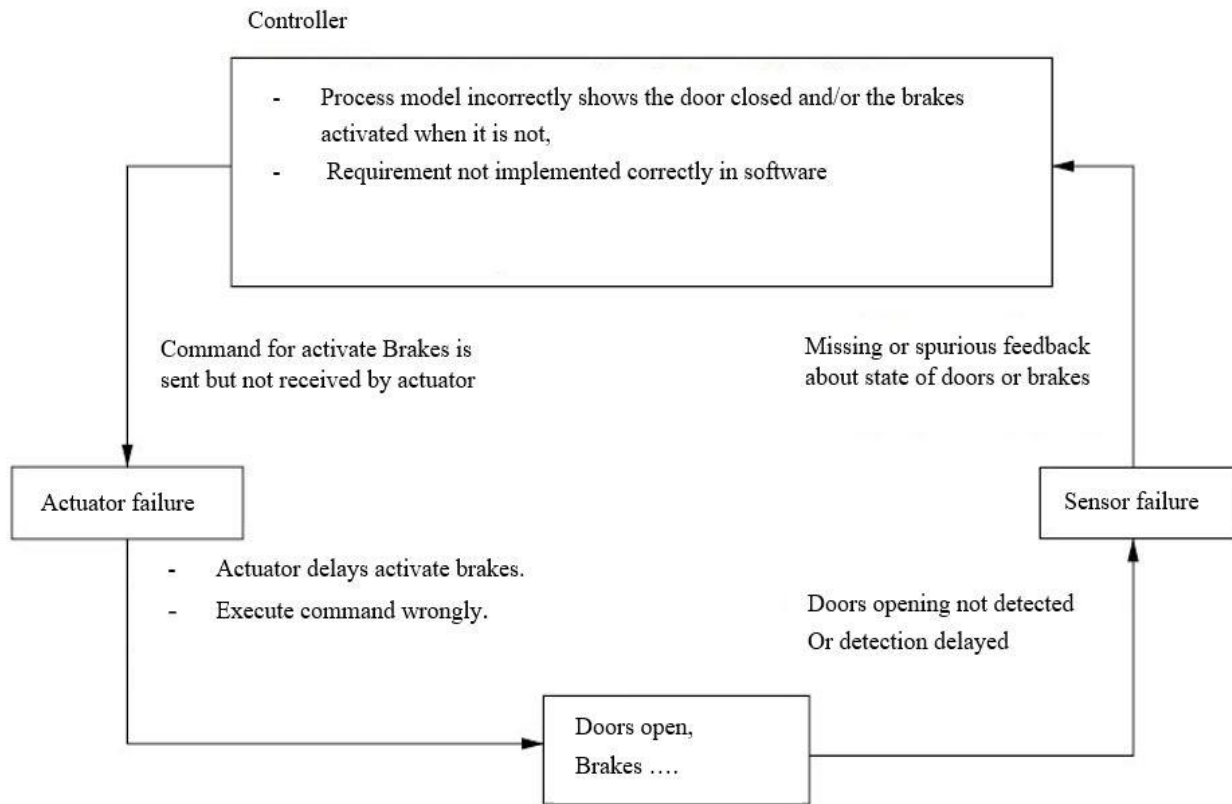 Controller
- Process model incorrectly shows the door closed and/or the brakes
activated when it is not,
- Requirement not implemented correctly in software
Command for activate Brakes is
sent but not received by actuator
Missing or spurious feedback
about state of doors or brakes
Actuator failure
Sensor failure
- Actuator delays activate brakes.
- Execute command wrongly.
Doors opening not detected
Or detection delayed
Doors open,
Brakes ….